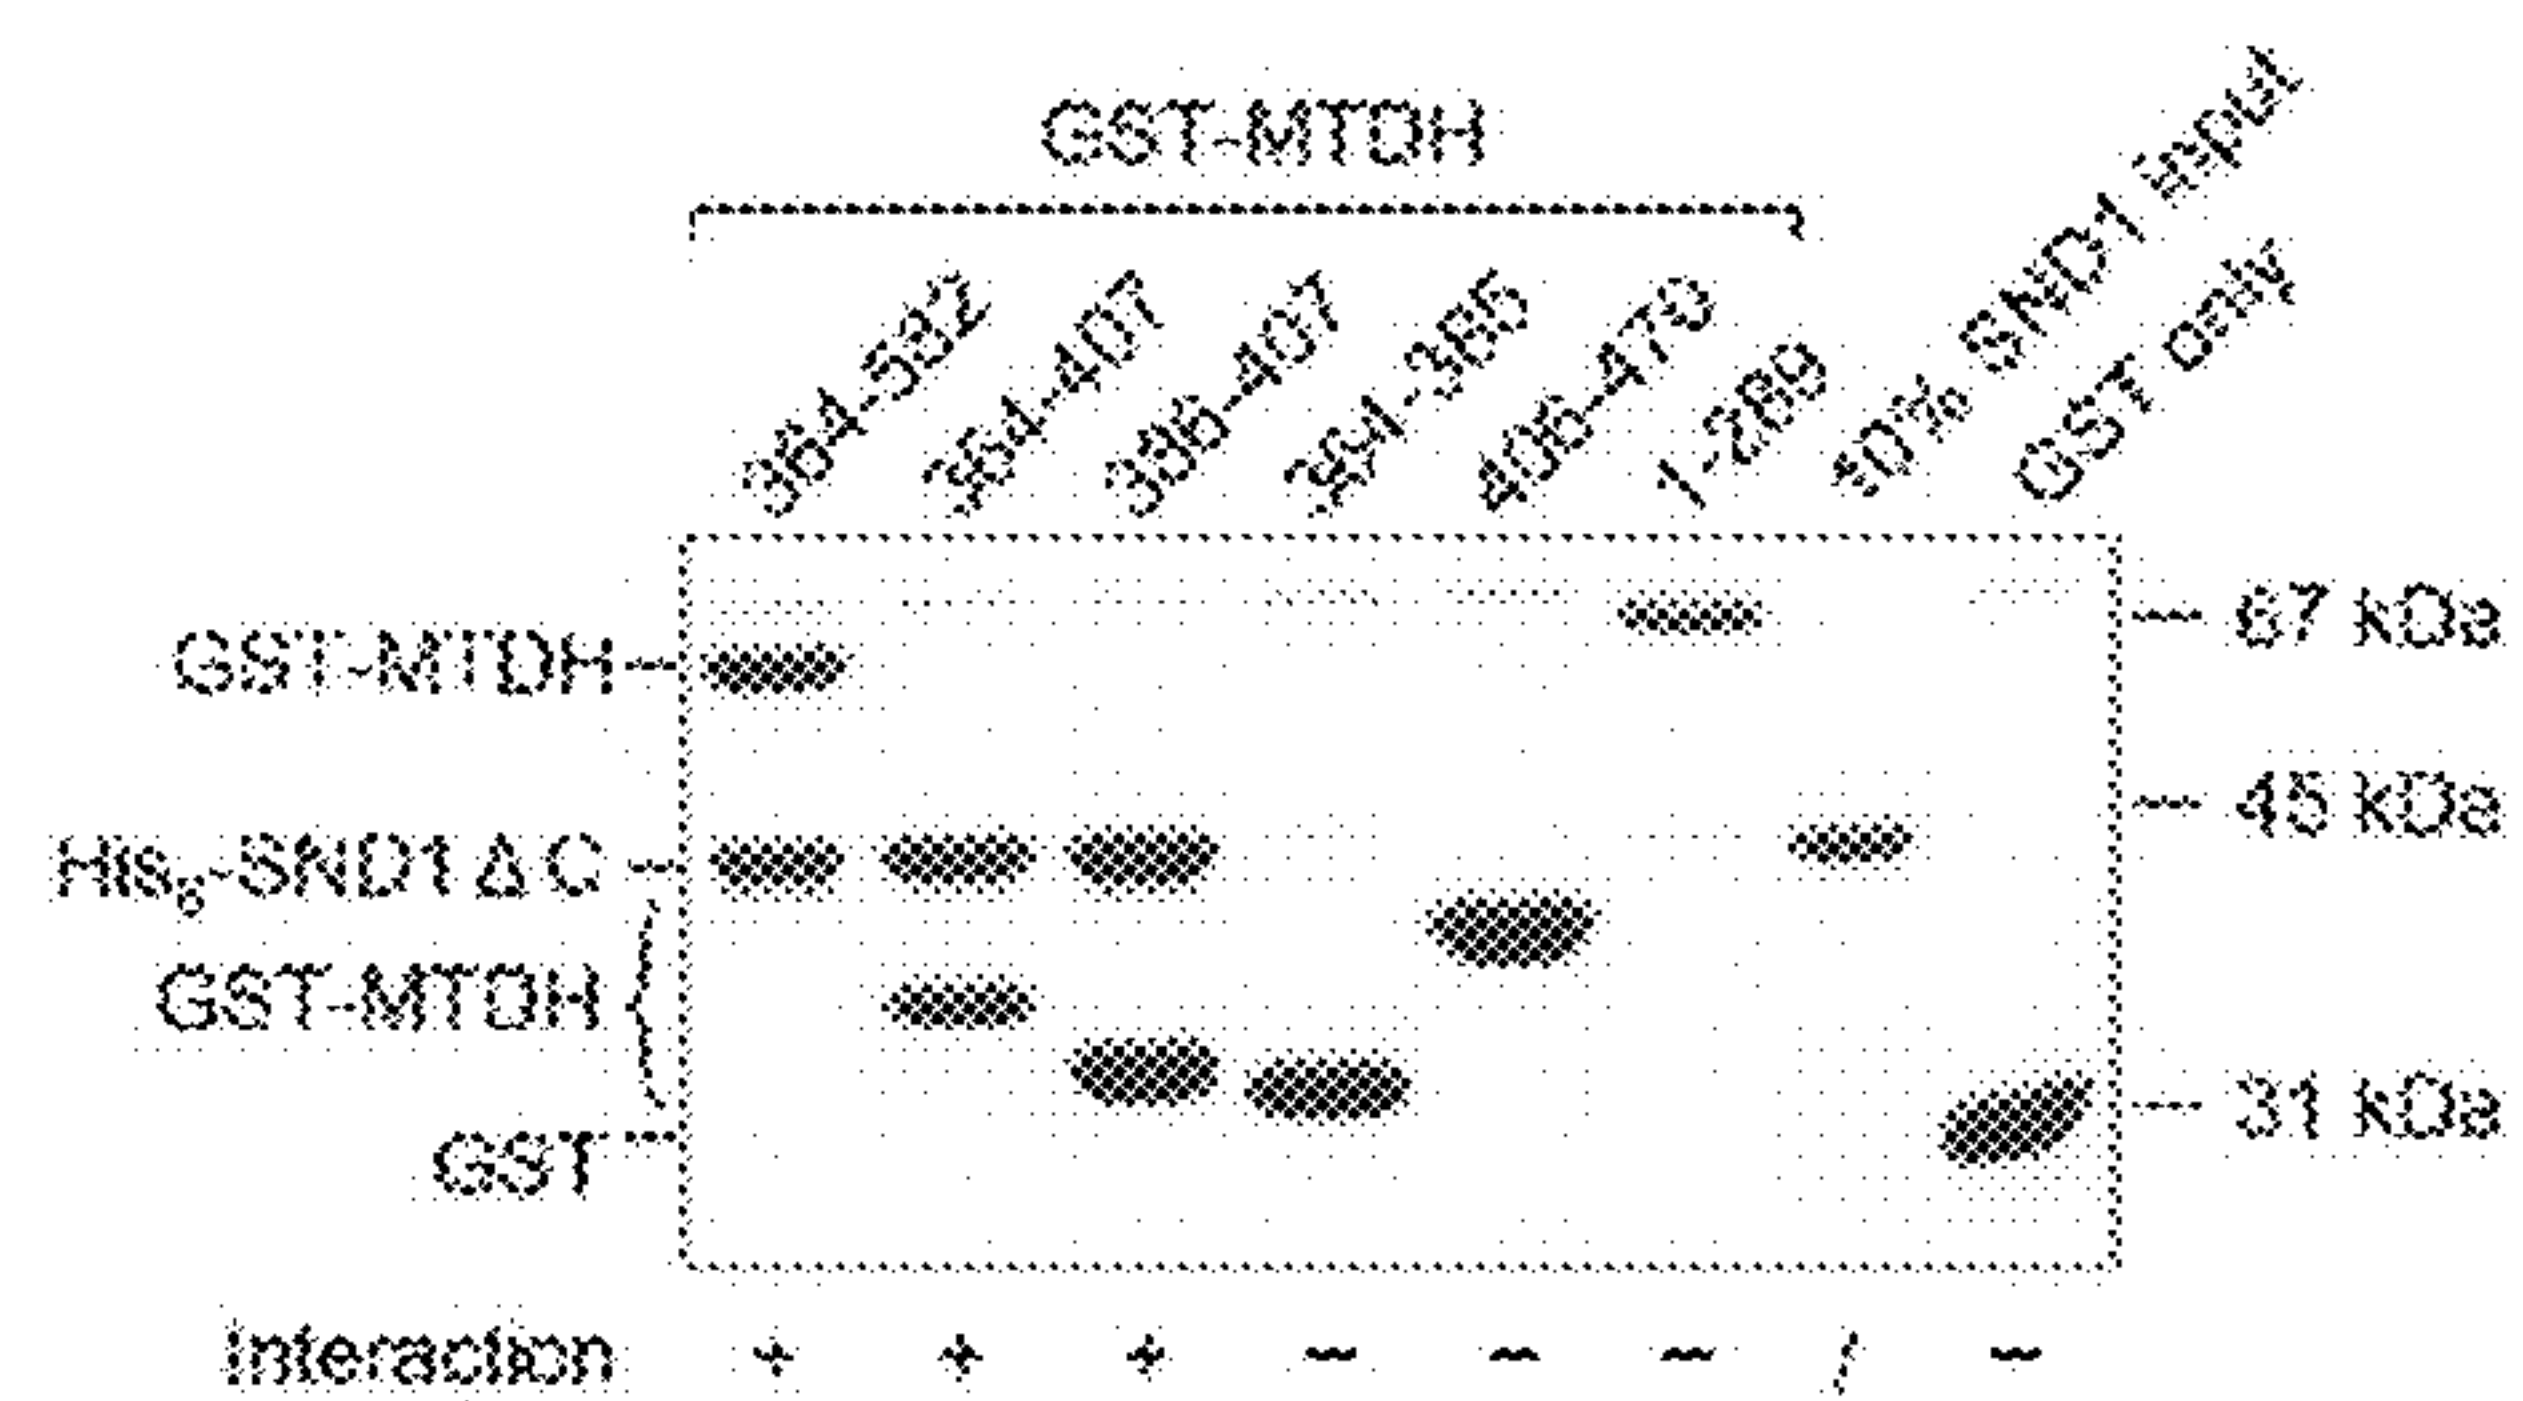 GST-MTDH
364-582
364-407
386-407
364-385
406-470
1-289
10% SND1 input
GST only
GST-MTDH
67 kDa
45 kDa
His6-SND1ΔC
GST-MTDH
31 kDa
GST
Interaction + + + − − − / −